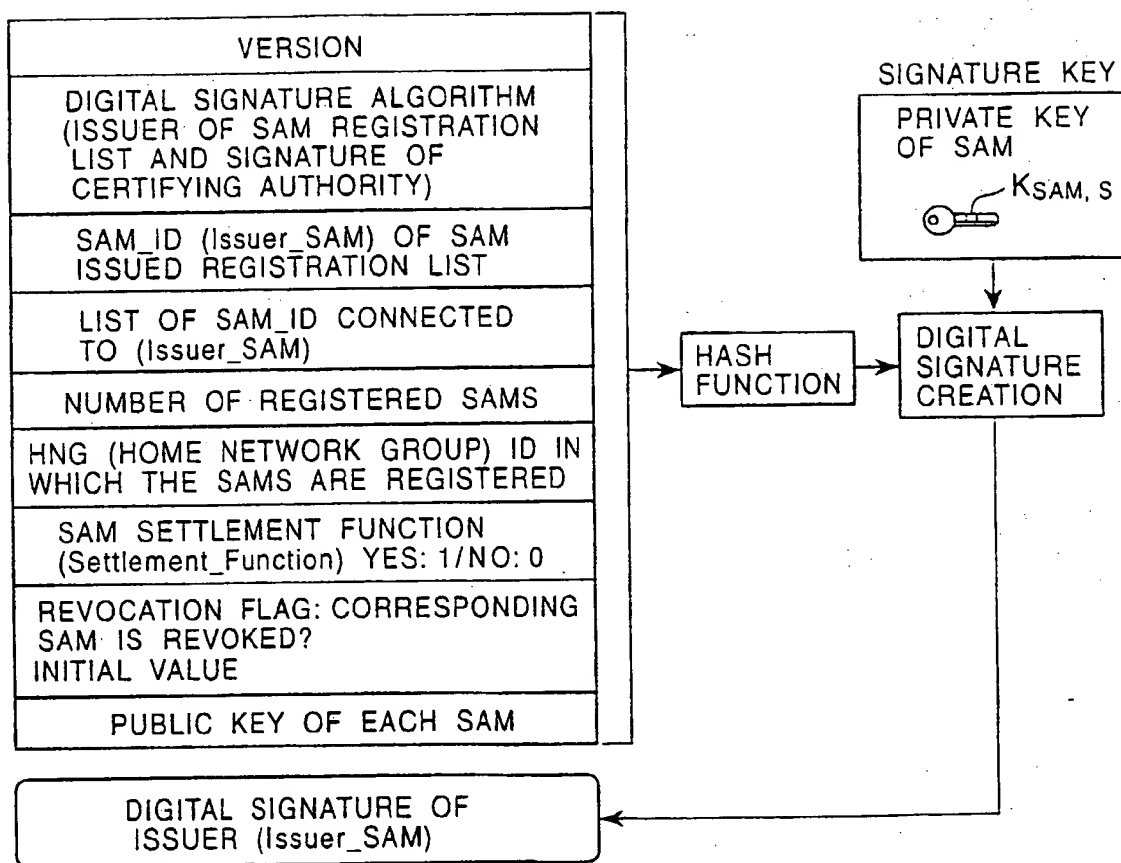 VERSION
DIGITAL SIGNATURE ALGORITHM
(ISSUER OF SAM REGISTRATION
LIST AND SIGNATURE OF
CERTIFYING AUTHORITY)
SAM_ID (Issuer_SAM) OF SAM
ISSUED REGISTRATION LIST
LIST OF SAM_ID CONNECTED
TO (Issuer_SAM)
NUMBER OF REGISTERED SAMS
HNG (HOME NETWORK GROUP) ID IN
WHICH THE SAMS ARE REGISTERED
SAM SETTLEMENT FUNCTION
(Settlement_Function) YES: 1/NO: 0
REVOCATION FLAG: CORRESPONDING
SAM IS REVOKED?
INITIAL VALUE
PUBLIC KEY OF EACH SAM
HASH
FUNCTION
SIGNATURE KEY
PRIVATE KEY
OF SAM
KSAM, S
DIGITAL
SIGNATURE
CREATION
DIGITAL SIGNATURE OF
ISSUER (Issuer_SAM)